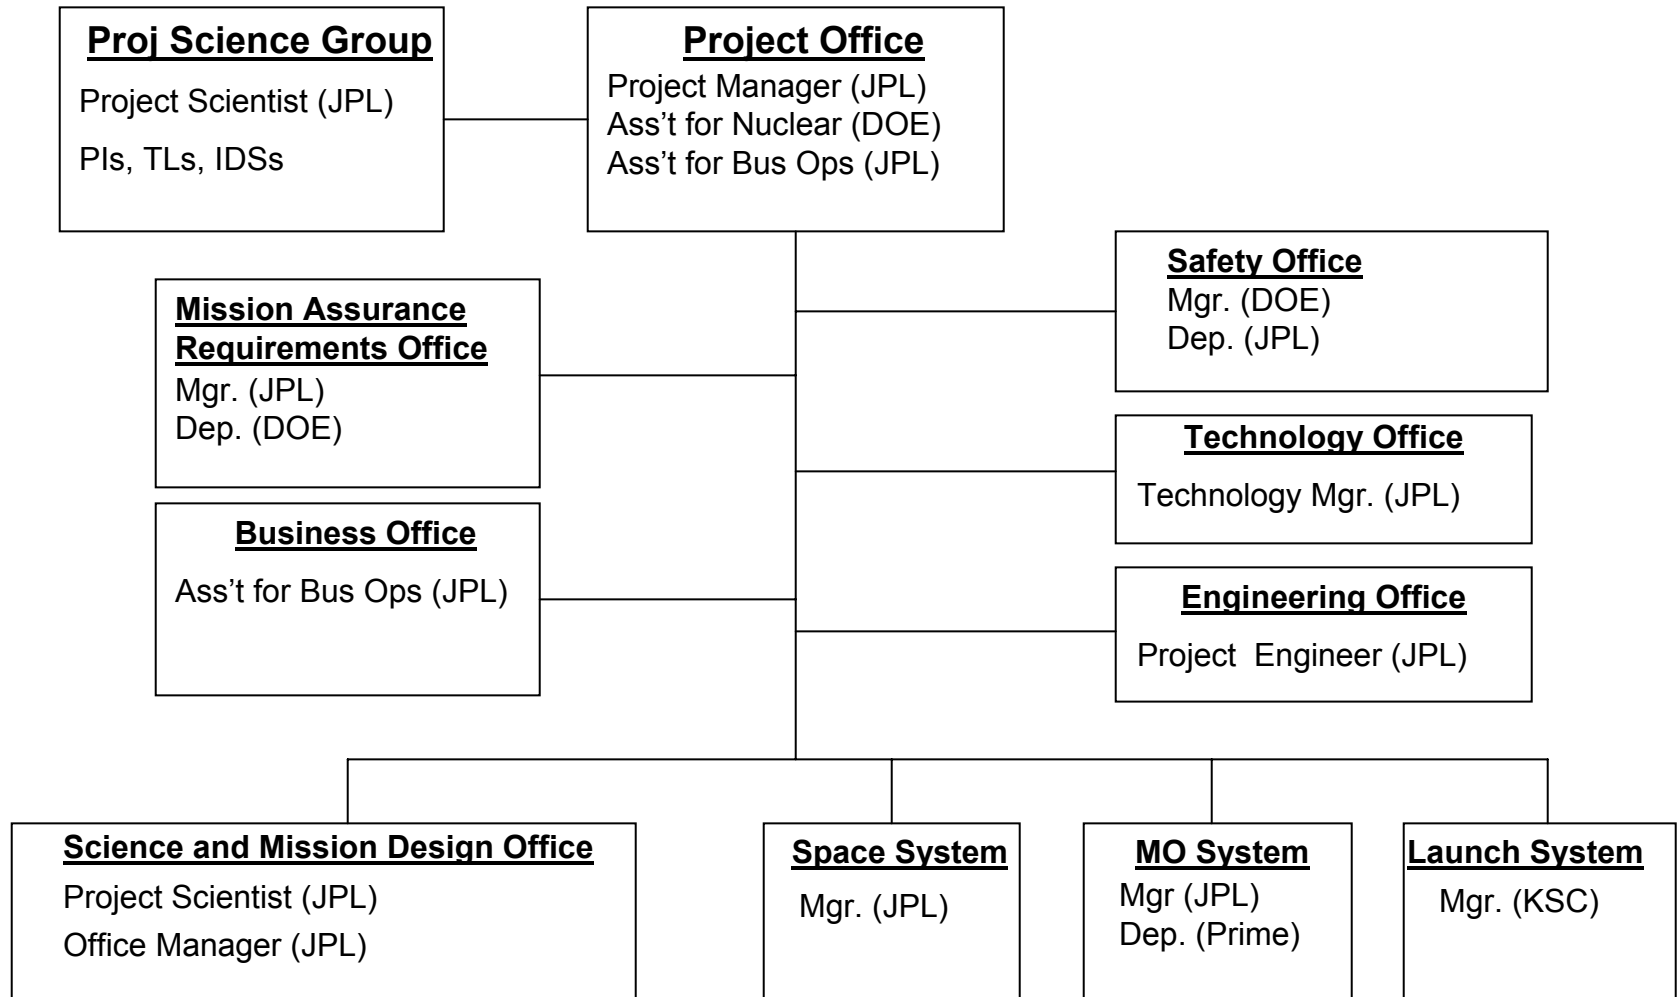 Proj Science Group
Project Scientist (JPL)
PIs, TLs, IDSs
Project Office
Project Manager (JPL)
Ass’t for Nuclear (DOE)
Ass’t for Bus Ops (JPL)
Safety Office
Mgr. (DOE)
Dep. (JPL)
Mission Assurance
Requirements Office
Mgr. (JPL)
Dep. (DOE)
Technology Office
Technology Mgr. (JPL)
Business Office
Ass’t for Bus Ops (JPL)
Engineering Office
Project Engineer (JPL)
Science and Mission Design Office
Project Scientist (JPL)
Office Manager (JPL)
Space System
Mgr. (JPL)
MO System
Mgr (JPL)
Dep. (Prime)
Launch System
Mgr. (KSC)